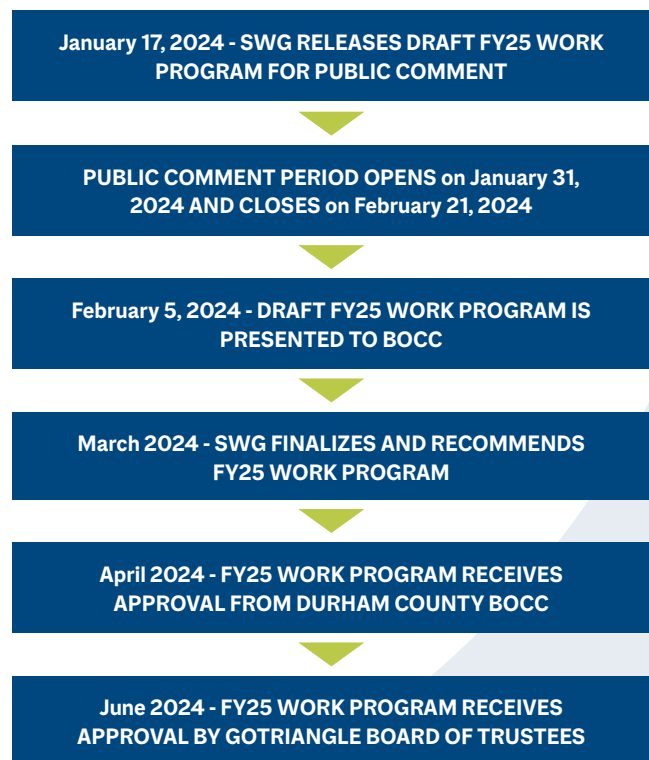 January 17, 2024 - SWG RELEASES DRAFT FY25 WORK
PROGRAM FOR PUBLIC COMMENT
PUBLIC COMMENT PERIOD OPENS on January 31,
2024 AND CLOSES on February 21, 2024
February 5, 2024 - DRAFT FY25 WORK PROGRAM IS
PRESENTED TO BOCC
March 2024 - SWG FINALIZES AND RECOMMENDS
FY25 WORK PROGRAM
April 2024 - FY25 WORK PROGRAM RECEIVES
APPROVAL FROM DURHAM COUNTY BOCC
June 2024 - FY25 WORK PROGRAM RECEIVES
APPROVAL BY GOTRIANGLE BOARD OF TRUSTEES